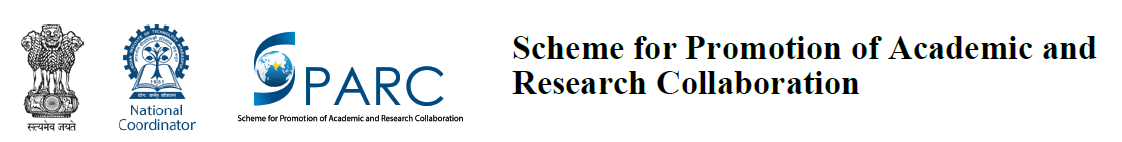 सत्यमेव जयते
1951
National
Coordinator
SPARC
Scheme for Promotion of Academic and Research Collaboration
Scheme for Promotion of Academic and
Research Collaboration